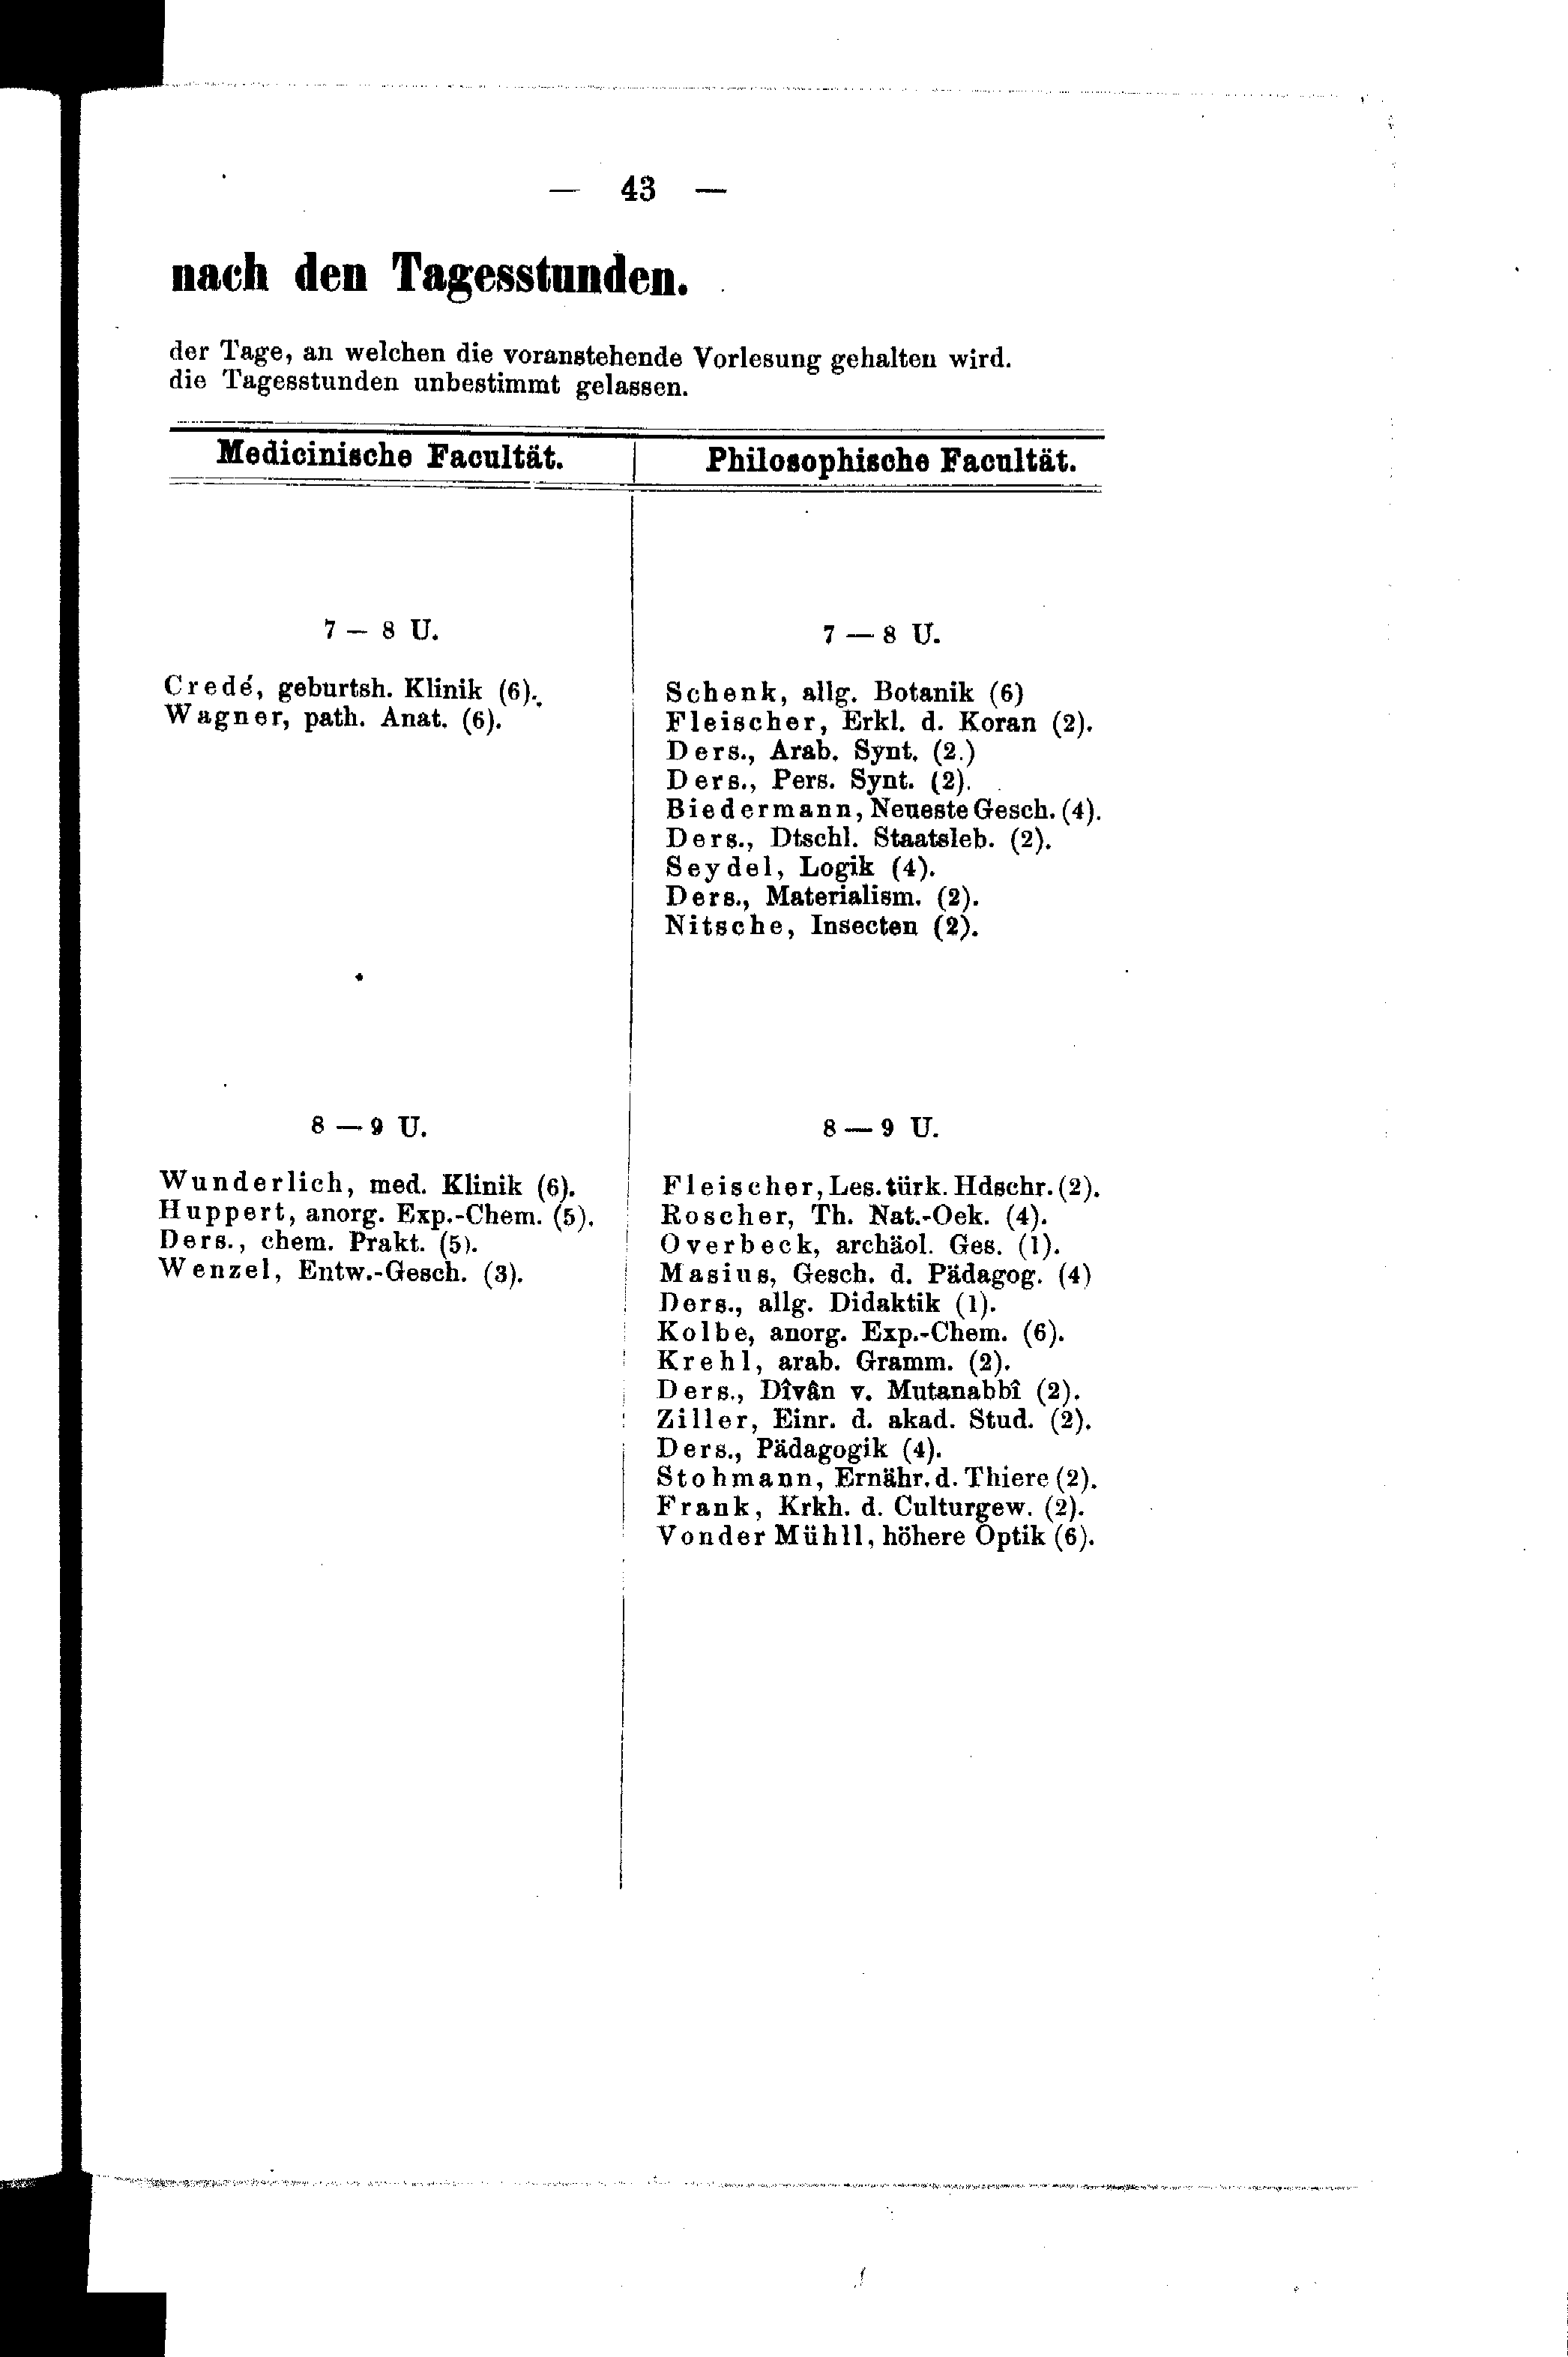 — 43 —
nach den Tagesstunden.
der Tage, an welchen die voranstehende Vorlesung gehalten wird.
die Tagesstunden unbestimmt gelassen.
Medicinische Facultät.
7 — 8 U.
Credé, geburtsh. Klinik (6).
Wagner, path. Anat. (6).
8 — 9 U.
Wunderlich, med. Klinik (6).
Huppert, anorg. Exp.-Chem. (5).
Ders., chem. Prakt. (5).
Wenzel, Entw.-Gesch. (3).
Philosophische Facultät.
7 — 8 U.
Schenk, allg. Botanik (6)
Fleischer, Erkl. d. Koran (2).
Ders., Arab. Synt. (2.)
Ders., Pers. Synt. (2).
Biedermann, Neueste Gesch. (4).
Ders., Dtschl. Staatsleb. (2).
Seydel, Logik (4).
Ders., Materialism. (2).
Nitsche, Insecten (2).
8 — 9 U.
Fleischer, Les. türk. Hdschr. (2).
Roscher, Th. Nat.-Oek. (4).
Overbeck, archäol. Ges. (1).
Masius, Gesch. d. Pädagog. (4)
Ders., allg. Didaktik (1).
Kolbe, anorg. Exp.-Chem. (6).
Krehl, arab. Gramm. (2).
Ders., Dîvân v. Mutanabbî (2).
Ziller, Einr. d. akad. Stud. (2).
Ders., Pädagogik (4).
Stohmann, Ernähr. d. Thiere (2).
Frank, Krkh. d. Culturgew. (2).
Vonder Mühll, höhere Optik (6).